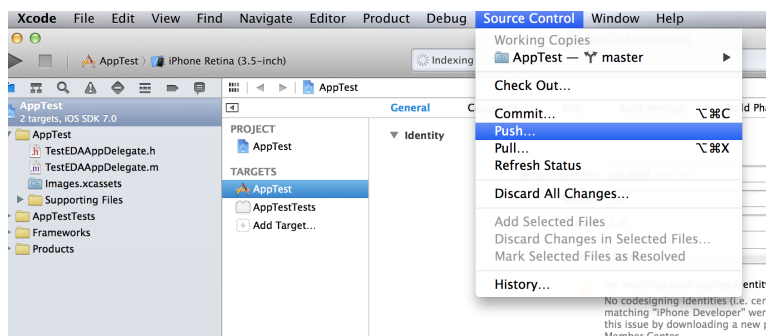 Xcode File Edit View Find Navigate Editor Product Debug Source Control Window Help
AppTest iPhone Retina (3.5-inch)
Indexing
AppTest
AppTest
2 targets, iOS SDK 7.0
AppTest
TestEDAAppDelegate.h
TestEDAAppDelegate.m
Images.xcassets
Supporting Files
AppTestTests
Frameworks
Products
PROJECT
AppTest
TARGETS
AppTest
AppTestTests
Add Target...
General
Identity
Working Copies
AppTest — master
Check Out...
Commit... ⌥⌘C
Push...
Pull... ⌥⌘X
Refresh Status
Discard All Changes...
Add Selected Files
Discard Changes in Selected Files...
Mark Selected Files as Resolved
History...
No codesigning identities (i.e. cer
matching "iPhone Developer" wer
this issue by downloading a new p
Member Center